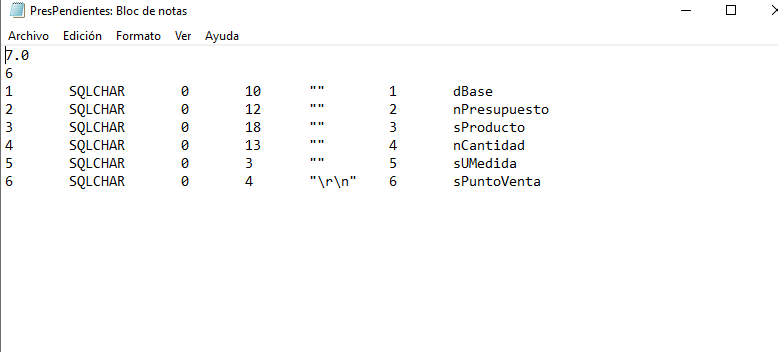 PresPendientes: Bloc de notas
Archivo Edición Formato Ver Ayuda
7.0
6
1 SQLCHAR 0 10 "" 1 dBase
2 SQLCHAR 0 12 "" 2 nPresupuesto
3 SQLCHAR 0 18 "" 3 sProducto
4 SQLCHAR 0 13 "" 4 nCantidad
5 SQLCHAR 0 3 "" 5 sUMedida
6 SQLCHAR 0 4 "\r\n" 6 sPuntoVenta